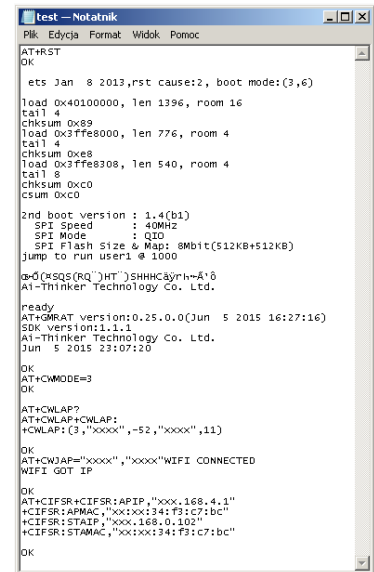 test — Notatnik
Plik Edycja Format Widok Pomoc
AT+RST
OK
ets Jan  8 2013,rst cause:2, boot mode:(3,6)
load 0x40100000, len 1396, room 16
tail 4
chksum 0x89
load 0x3ffe8000, len 776, room 4
tail 4
chksum 0xe8
load 0x3ffe8308, len 540, room 4
tail 8
chksum 0xc0
csum 0xc0
2nd boot version : 1.4(b1)
SPI Speed      : 40MHz
SPI Mode       : QIO
SPI Flash Size & Map: 8Mbit(512KB+512KB)
jump to run user1 @ 1000
Ai-Thinker Technology Co. Ltd.
ready
AT+GMRAT version:0.25.0.0(Jun  5 2015 16:27:16)
SDK version:1.1.1
Ai-Thinker Technology Co. Ltd.
Jun  5 2015 23:07:20
OK
AT+CWMODE=3
OK
AT+CWLAP?
AT+CWLAP+CWLAP:
+CWLAP:(3,"xxxx",-52,"xxxx",11)
OK
AT+CWJAP="xxxx","xxxx"WIFI CONNECTED
WIFI GOT IP
OK
AT+CIFSR+CIFSR:APIP,"xxx.168.4.1"
+CIFSR:APMAC,"xx:xx:34:f3:c7:bc"
+CIFSR:STAIP,"xxx.168.0.102"
+CIFSR:STAMAC,"xx:xx:34:f3:c7:bc"
OK